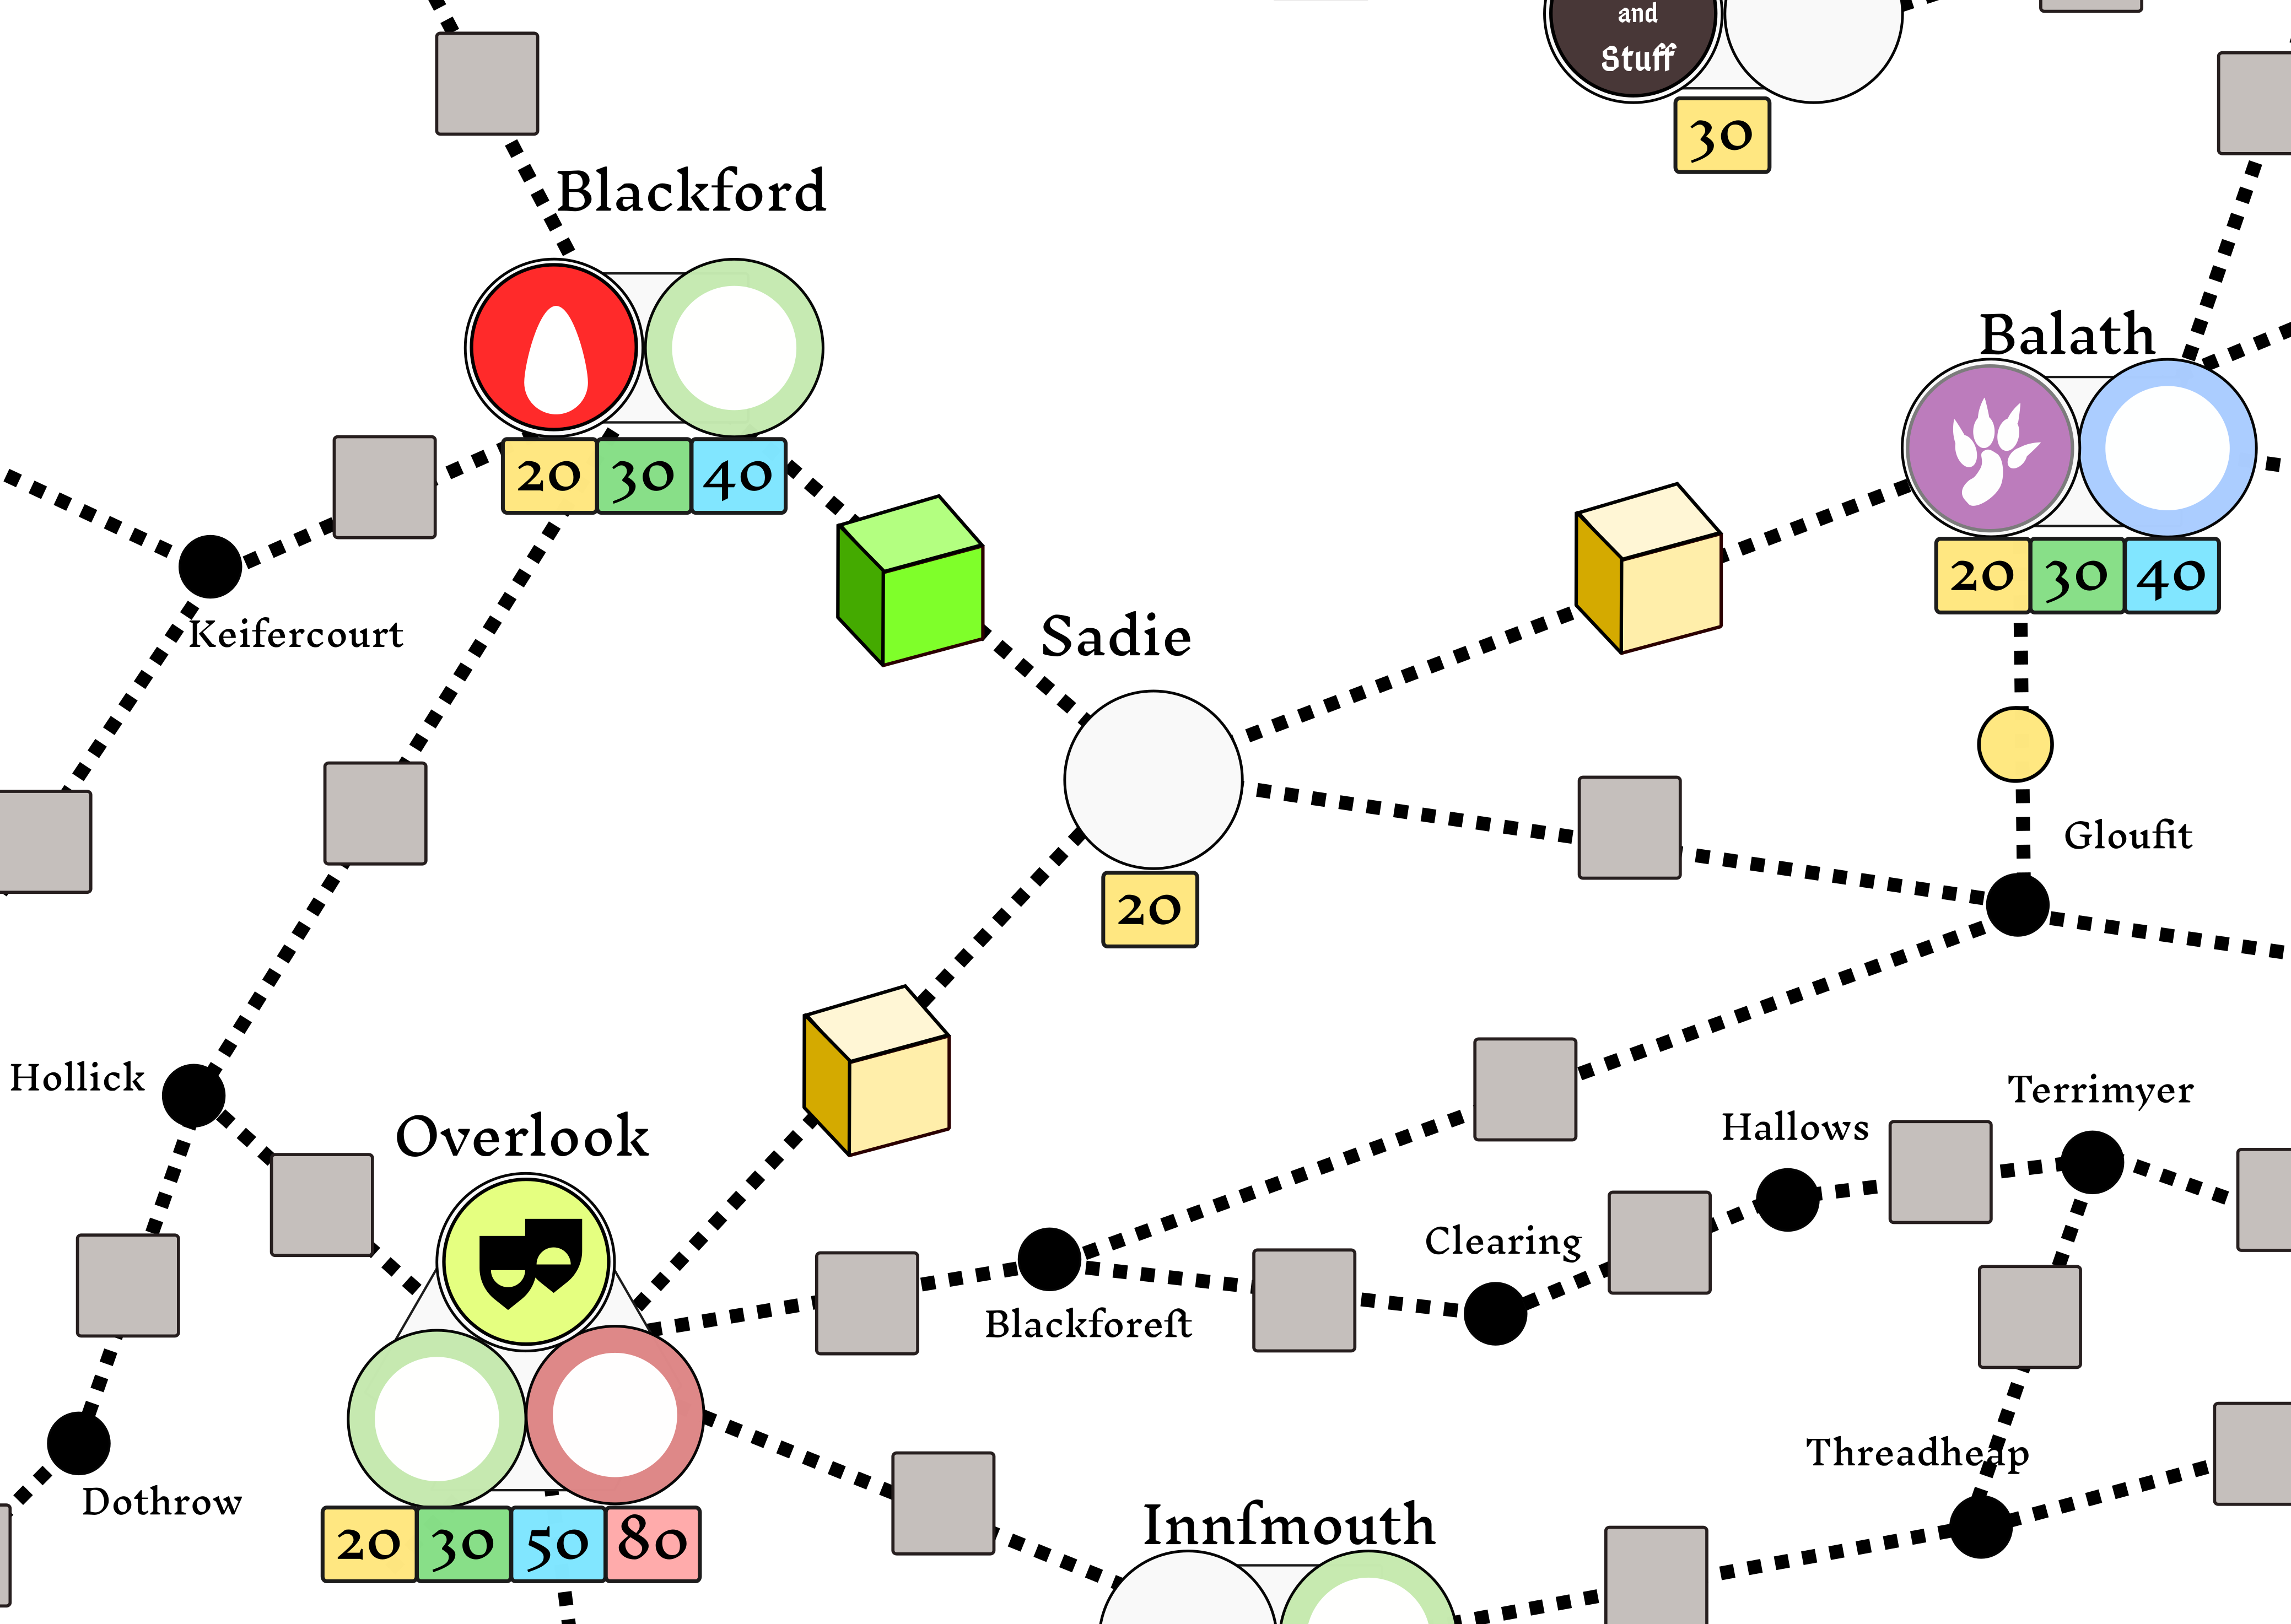 and
Stuff
30
Blackford
20 30 40
Balath
20 30 40
Keifercourt
Sadie
20
Gloufit
Hollick
Overlook
20 30 50 80
Terrimyer
Hallows
Clearing
Blackforeſt
Threadheap
Dothrow
Innſmouth